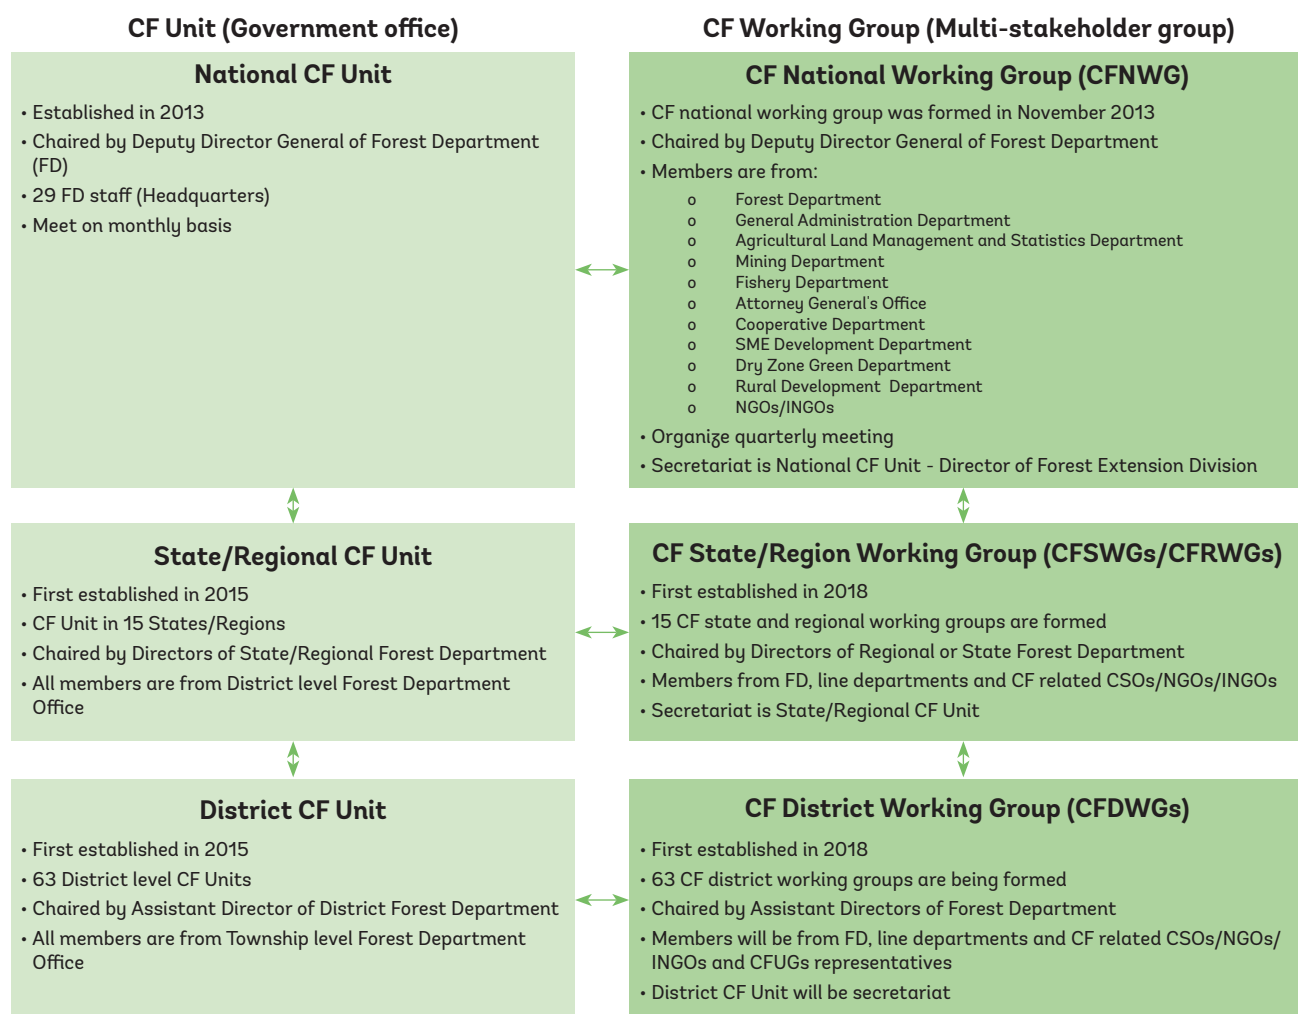 CF Unit (Government office)
National CF Unit
• Established in 2013
• Chaired by Deputy Director General of Forest Department
(FD)
• 29 FD staff (Headquarters)
• Meet on monthly basis
CF Working Group (Multi-stakeholder group)
CF National Working Group (CFNWG)
• CF national working group was formed in November 2013
• Chaired by Deputy Director General of Forest Department
• Members are from:
o Forest Department
o General Administration Department
o Agricultural Land Management and Statistics Department
o Mining Department
o Fishery Department
o Attorney General's Office
o Cooperative Department
o SME Development Department
o Dry Zone Green Department
o Rural Development Department
o NGOs/INGOs
• Organize quarterly meeting
• Secretariat is National CF Unit - Director of Forest Extension Division
State/Regional CF Unit
• First established in 2015
• CF Unit in 15 States/Regions
• Chaired by Directors of State/Regional Forest Department
• All members are from District level Forest Department
Office
CF State/Region Working Group (CFSWGs/CFRWGs)
• First established in 2018
• 15 CF state and regional working groups are formed
• Chaired by Directors of Regional or State Forest Department
• Members from FD, line departments and CF related CSOs/NGOs/INGOs
• Secretariat is State/Regional CF Unit
District CF Unit
• First established in 2015
• 63 District level CF Units
• Chaired by Assistant Director of District Forest Department
• All members are from Township level Forest Department
Office
CF District Working Group (CFDWGs)
• First established in 2018
• 63 CF district working groups are being formed
• Chaired by Assistant Directors of Forest Department
• Members will be from FD, line departments and CF related CSOs/NGOs/
INGOs and CFUGs representatives
• District CF Unit will be secretariat